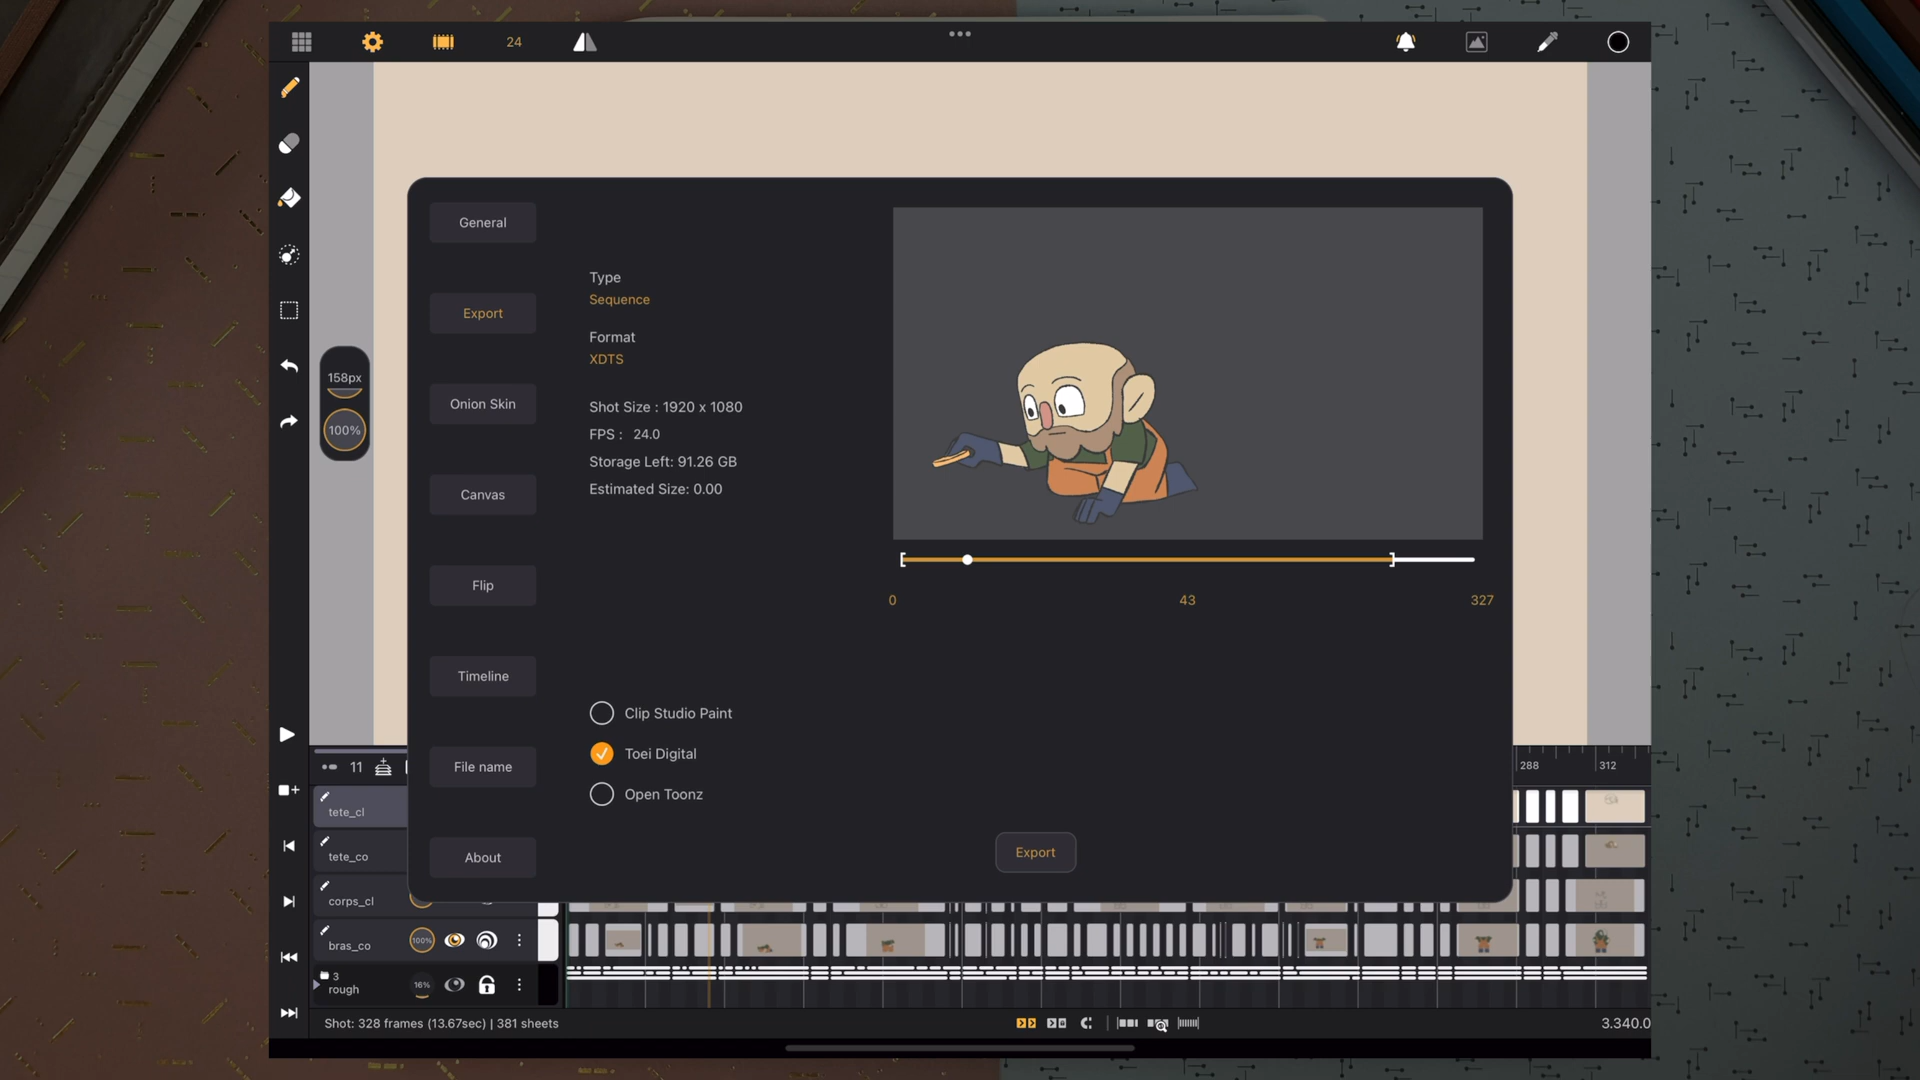 24
158px
100%
General
Export
Onion Skin
Canvas
Flip
Timeline
File name
About
Type
Sequence
Format
XDTS
Shot Size : 1920 x 1080
FPS : 24.0
Storage Left: 91.26 GB
Estimated Size: 0.00
0
43
327
Clip Studio Paint
Toei Digital
Open Toonz
Export
11
288
312
tete_cl
tete_co
corps_cl
bras_co
100%
3
rough
16%
Shot: 328 frames (13.67sec) | 381 sheets
3.340.0